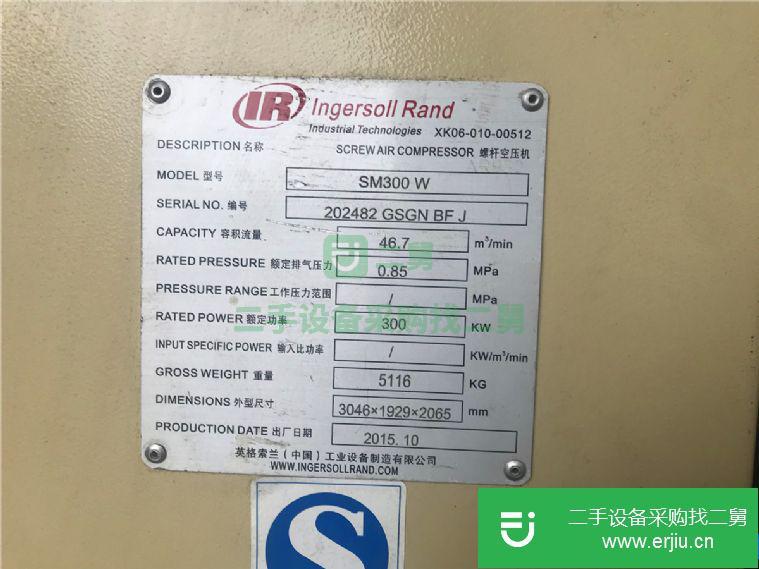 IR Ingersoll Rand
Industrial Technologies XK06-010-00512
DESCRIPTION 名称 SCREW AIR COMPRESSOR 螺杆空压机
MODEL 型号 SM300 W
SERIAL NO. 编号 202482 GSGN BF J
CAPACITY 容积流量 46.7 m³/min
RATED PRESSURE 额定排气压力 0.85 MPa
PRESSURE RANGE 工作压力范围 / MPa
RATED POWER 额定功率 300 KW
INPUT SPECIFIC POWER 输入比功率 / KW/m³/min
GROSS WEIGHT 重量 5116 KG
DIMENSIONS 外型尺寸 3046×1929×2065 mm
PRODUCTION DATE 出厂日期 2015.10
英格索兰(中国)工业设备制造有限公司
WWW.INGERSOLLRAND.COM
二舅
二手设备采购找二舅
S
二手设备采购找二舅
www.erjiu.cn